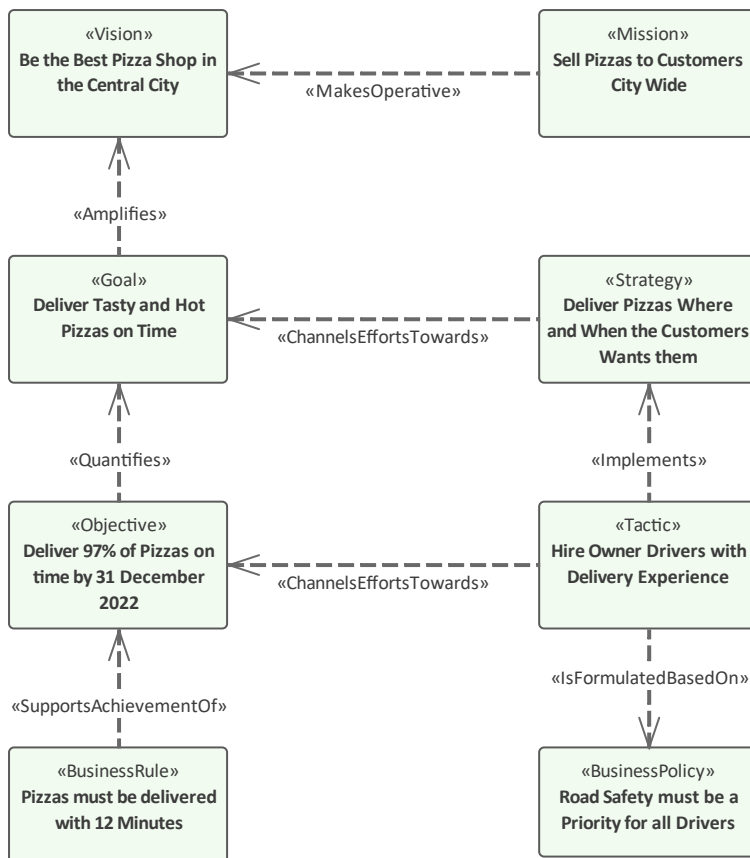 «Vision»
Be the Best Pizza Shop in
the Central City
«Mission»
Sell Pizzas to Customers
City Wide
«MakesOperative»
«Amplifies»
«Goal»
Deliver Tasty and Hot
Pizzas on Time
«Strategy»
Deliver Pizzas Where
and When the Customers
Wants them
«ChannelsEffortsTowards»
«Quantifies»
«Implements»
«Objective»
Deliver 97% of Pizzas on
time by 31 December
2022
«Tactic»
Hire Owner Drivers with
Delivery Experience
«ChannelsEffortsTowards»
«SupportsAchievementOf»
«IsFormulatedBasedOn»
«BusinessRule»
Pizzas must be delivered
with 12 Minutes
«BusinessPolicy»
Road Safety must be a
Priority for all Drivers